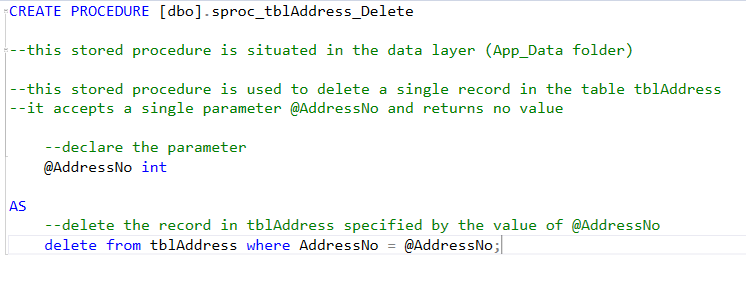 CREATE PROCEDURE [dbo].sproc_tblAddress_Delete
--this stored procedure is situated in the data layer (App_Data folder)
--this stored procedure is used to delete a single record in the table tblAddress
--it accepts a single parameter @AddressNo and returns no value
--declare the parameter
@AddressNo int
AS
--delete the record in tblAddress specified by the value of @AddressNo
delete from tblAddress where AddressNo = @AddressNo;